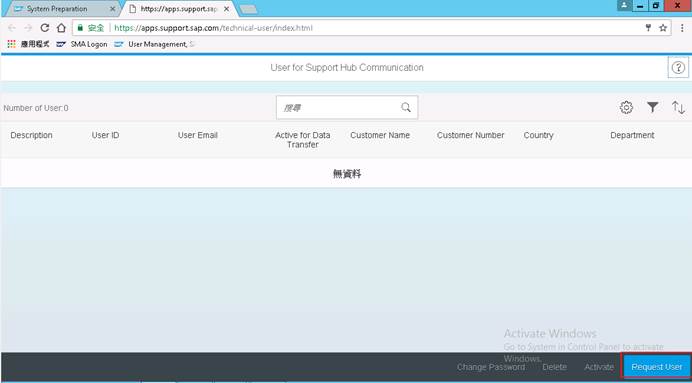 System Preparation
https://apps.support.sap
安全
https://apps.support.sap.com/technical-user/index.html
應用程式
SMA Logon
User Management, S
User for Support Hub Communication
Number of User:0
搜尋
Description
User ID
User Email
Active for Data
Transfer
Customer Name
Customer Number
Country
Department
無資料
Activate Windows
Go to System in Control Panel to activate
Windows.
Change Password
Delete
Activate
Request User